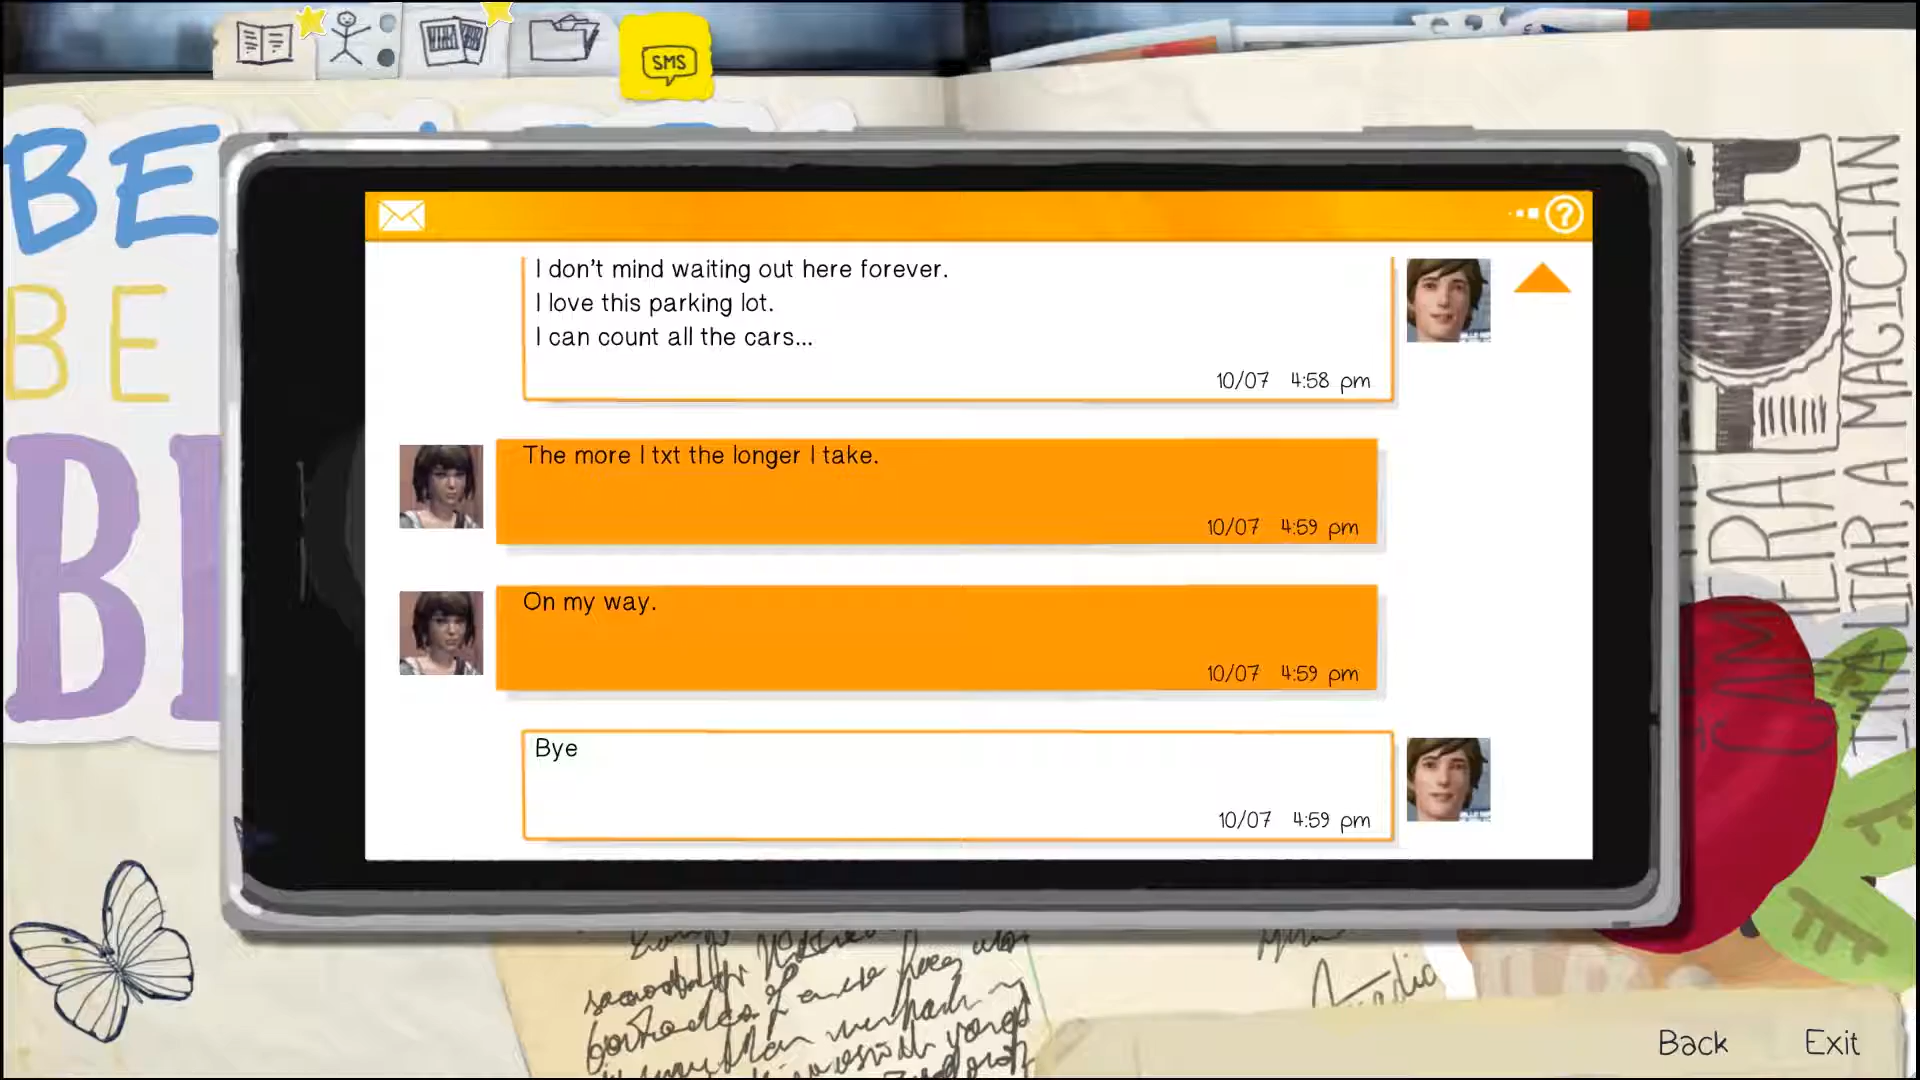 SMS
BE
BE
I don't mind waiting out here forever.
I love this parking lot.
I can count all the cars...
10/07 4:58 pm
The more I txt the longer I take.
10/07 4:59 pm
On my way.
10/07 4:59 pm
Bye
10/07 4:59 pm
CAMERA
A MAGICIAN
Back
Exit